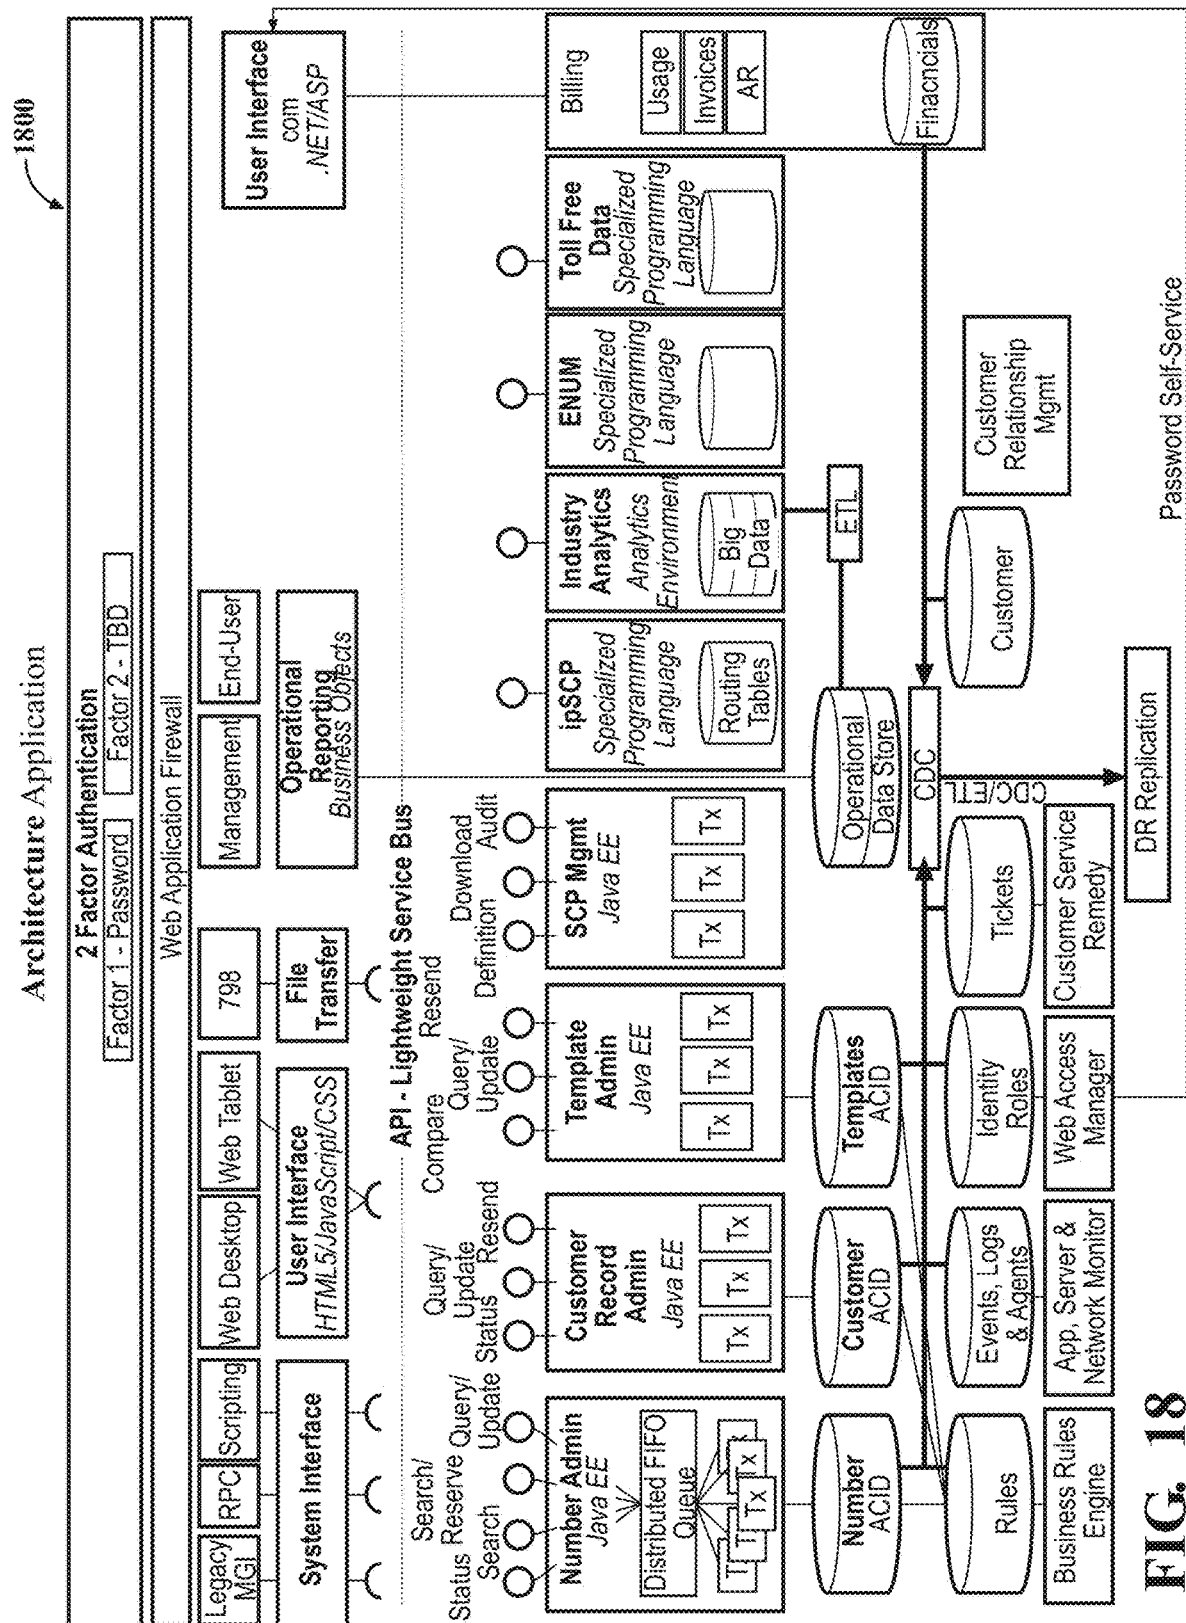 Architecture Application
1800
2 Factor Authentication
Factor 1 - Password
Factor 2 - TBD
Web Application Firewall
Legacy
MGI
RPC
Scripting
Web Desktop
Web Tablet
798
Management
End-User
System Interface
User Interface
HTML5/JavaScript/CSS
File
Transfer
Operational
Reporting
Business Objects
User Interface
com
.NET/ASP
API - Lightweight Service Bus
Status
Search
Search/
Reserve
Query/
Update
Status
Query/
Update
Resend
Compare
Query/
Update
Resend
Definition
Download
Audit
Number Admin
Java EE
Distributed FIFO
Queue
T
T
Tx
Tx
Customer
Record
Admin
Java EE
Tx
Tx
Tx
Template
Admin
Java EE
Tx
Tx
Tx
SCP Mgmt
Java EE
Tx
Tx
Tx
ipSCP
Specialized
Programming
Language
Routing
Tables
Industry
Analytics
Analytics
Environment
Big
Data
ENUM
Specialized
Programming
Language
Toll Free
Data
Specialized
Programming
Language
Billing
Usage
Invoices
AR
Finacncials
Number
ACID
Customer
ACID
Templates
ACID
Operational
Data Store
ETL
CDC
CDC/ETL
Rules
Events, Logs
& Agents
Identity
Roles
Tickets
Customer
Customer
Relationship
Mgmt
Business Rules
Engine
App, Server &
Network Monitor
Web Access
Manager
Customer Service
Remedy
DR Replication
Password Self-Service
FIG. 18